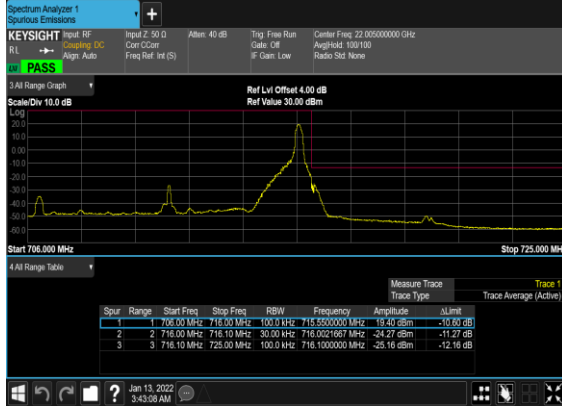 Spectrum Analyzer 1
Spurious Emissions
+
KEYSIGHT Input: RF
RL
Coupling: DC
Align: Auto
Input Z: 50 Ω
Corr CCorr
Freq Ref: Int (S)
Atten: 40 dB
Trig: Free Run
Gate: Off
IF Gain: Low
Center Freq: 22.005000000 GHz
Avg|Hold: 100/100
Radio Std: None
PASS
3 All Range Graph
Scale/Div 10.0 dB
Ref Lvl Offset 4.00 dB
Ref Value 30.00 dBm
Log
20.0
10.0
0.00
-10.0
-20.0
-30.0
-40.0
-50.0
-60.0
Start 706.000 MHz
Stop 725.000 MH
4 All Range Table
Measure Trace Trace 1
Trace Type Trace Average (Active)
Spur Range Start Freq Stop Freq RBW Frequency Amplitude ΔLimit
1 1 706.00 MHz 716.00 MHz 100.0 kHz 715.5500000 MHz 19.40 dBm -10.60 dB
2 2 716.00 MHz 716.10 MHz 30.00 kHz 716.0021667 MHz -24.27 dBm -11.27 dB
3 3 716.10 MHz 725.00 MHz 100.0 kHz 716.1000000 MHz -25.16 dBm -12.16 dB
?
Jan 13, 2022
3:43:08 AM